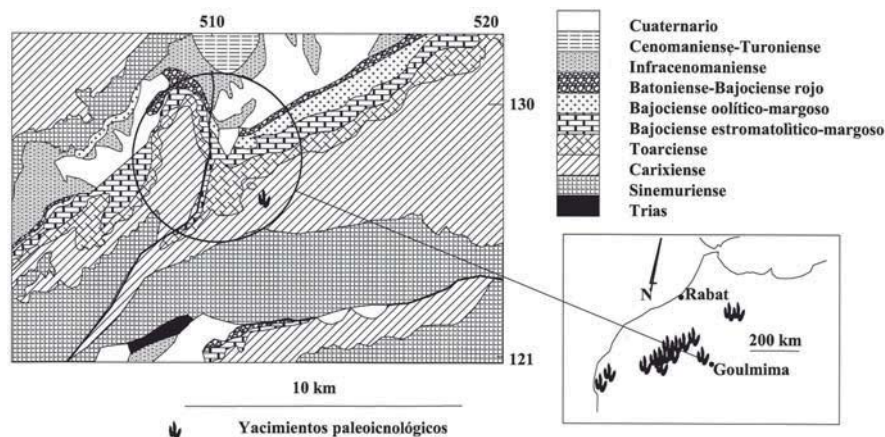 510
520
130
121
10 km
Yacimientos paleoicnológicos
Cuaternario
Cenomaniense-Turoniense
Infracenomaniense
Batoniense-Bajociense rojo
Bajociense oolítico-margoso
Bajociense estromatolítico-margoso
Toarciense
Carixiense
Sinemuriense
Trias
N
Rabat
200 km
Goulmima